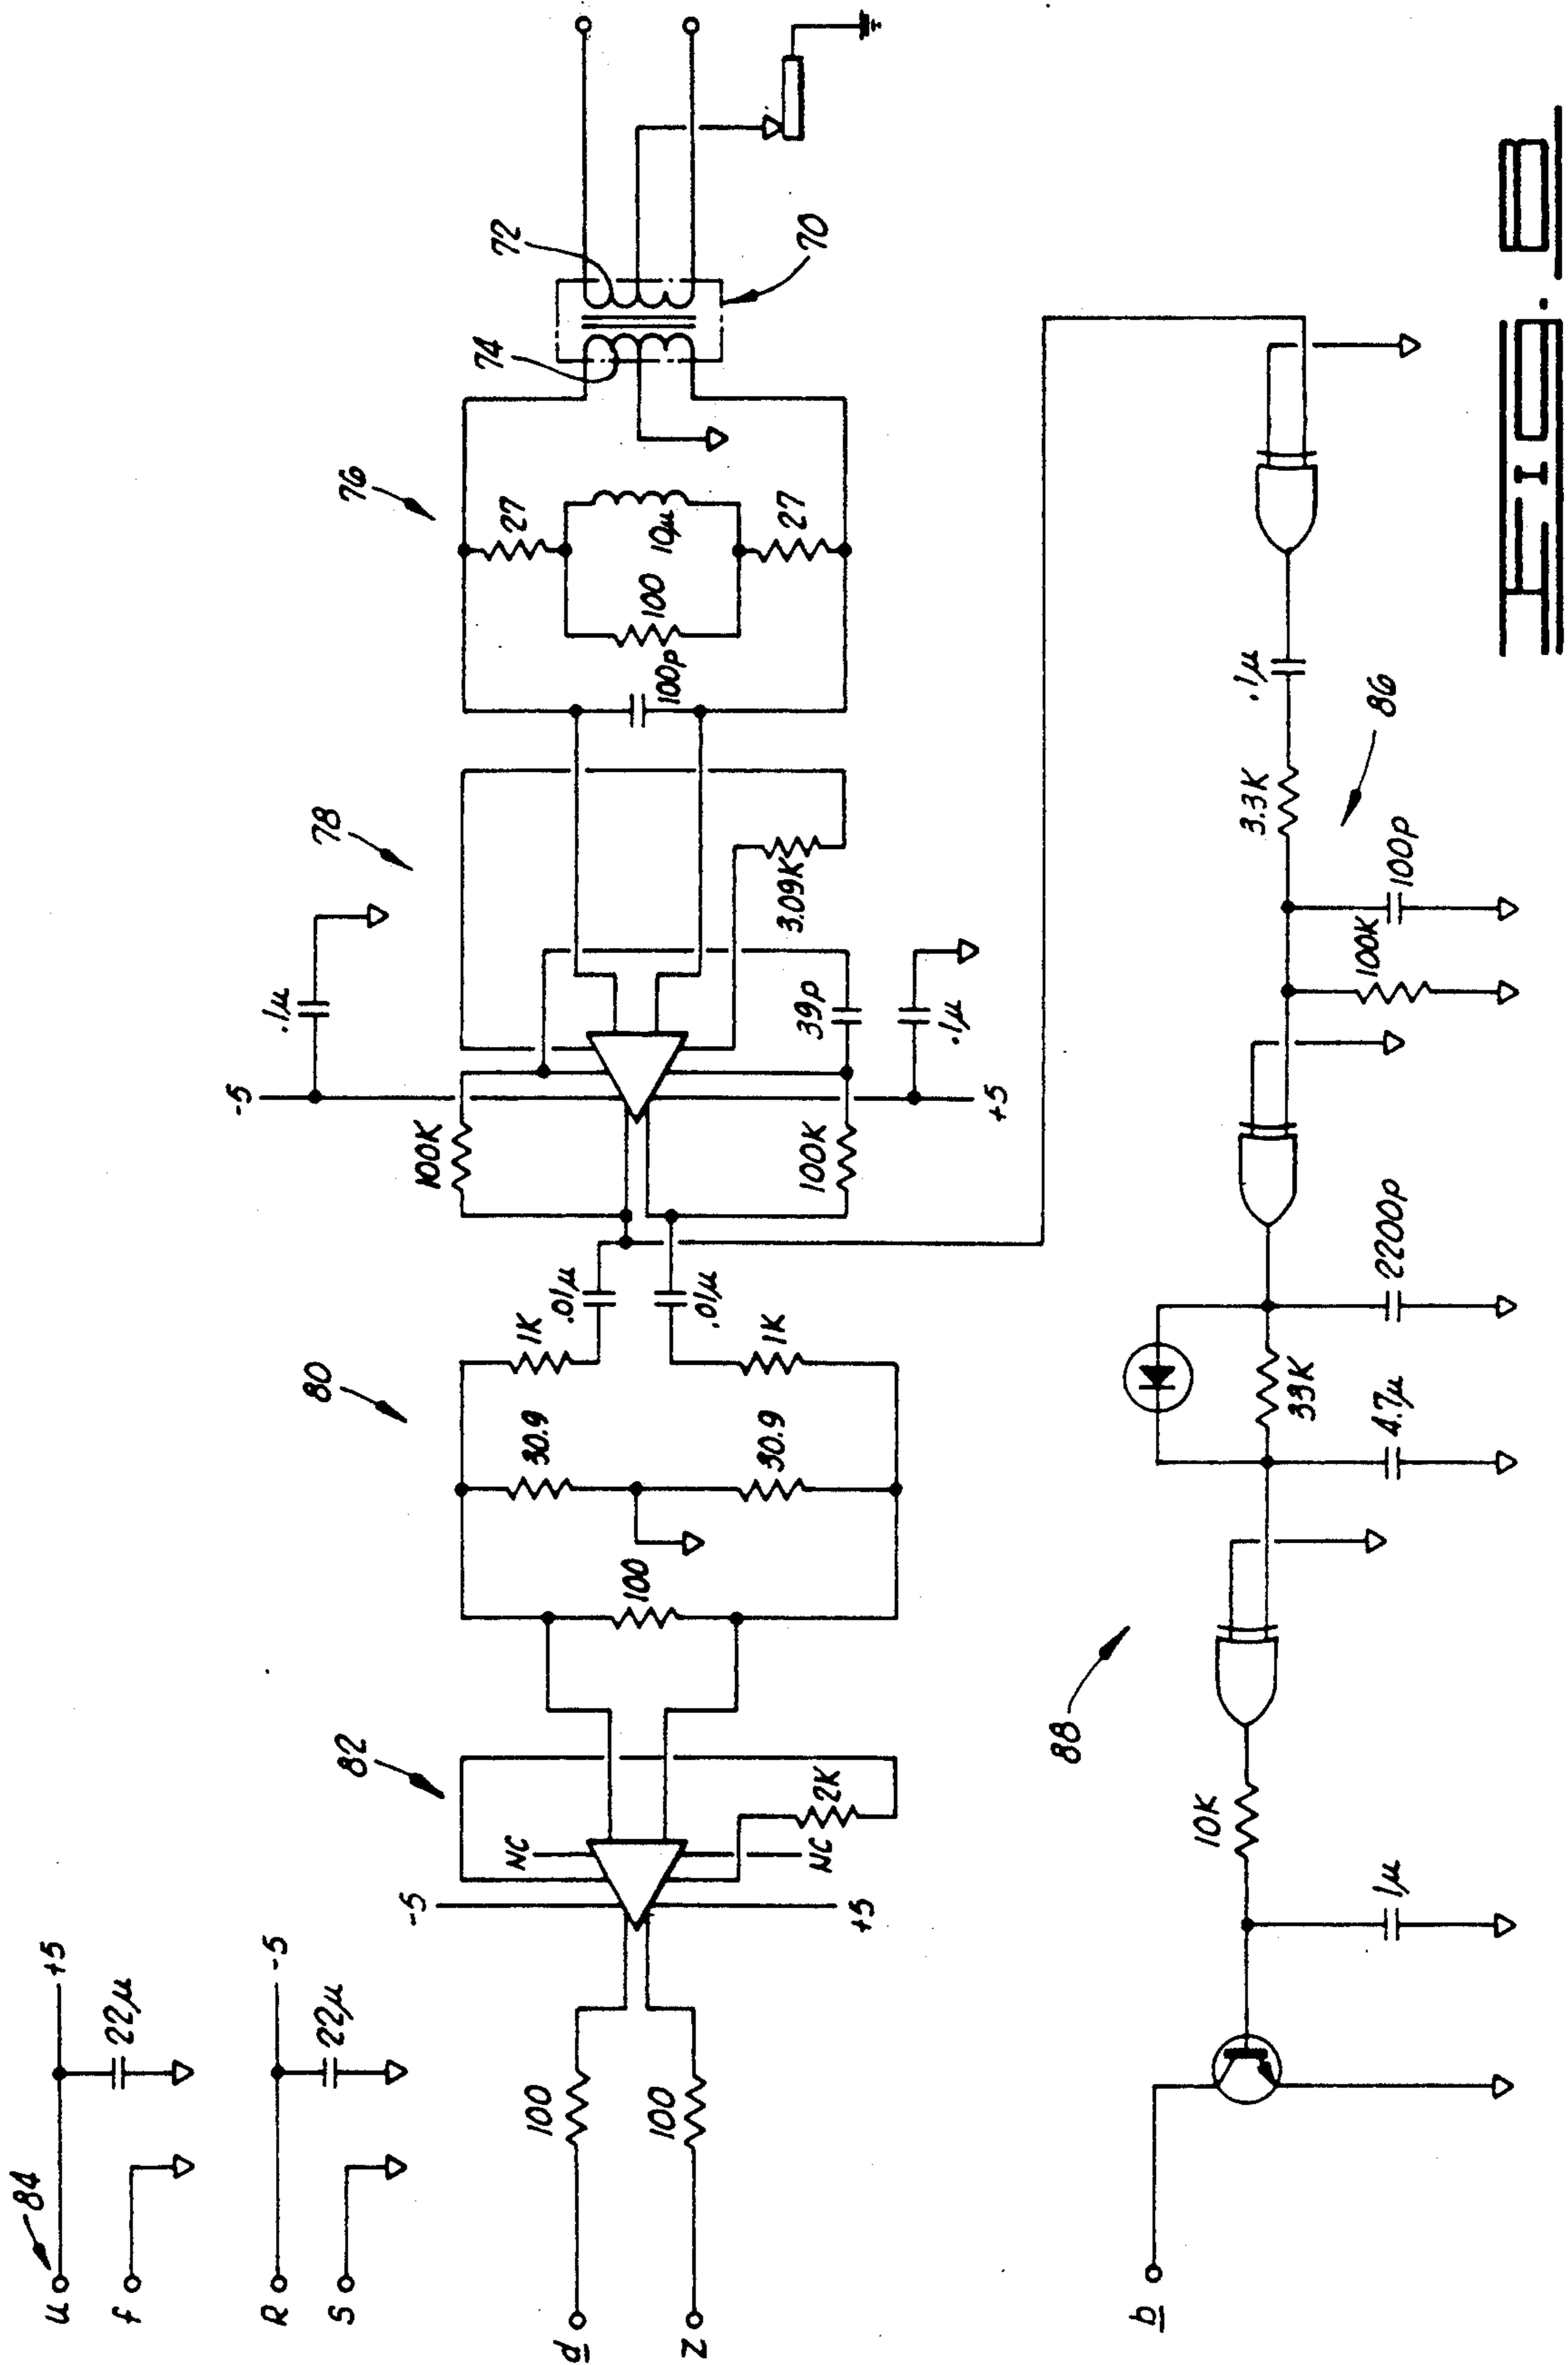 84
u
+5
22µ
f
R
-5
22µ
S
d
100
100
z
82
-5
NC
NC
2K
+5
80
100
30.9
30.9
1K
1K
.01µ
.01µ
78
-5
.1µ
100K
100K
39p
3.09K
.1µ
+5
76
27
100p
100
10µ
27
74
72
70
b
88
10K
1µ
33K
4.7µ
2200p
86
100K
100p
3.3K
.1µ
FIG. 8